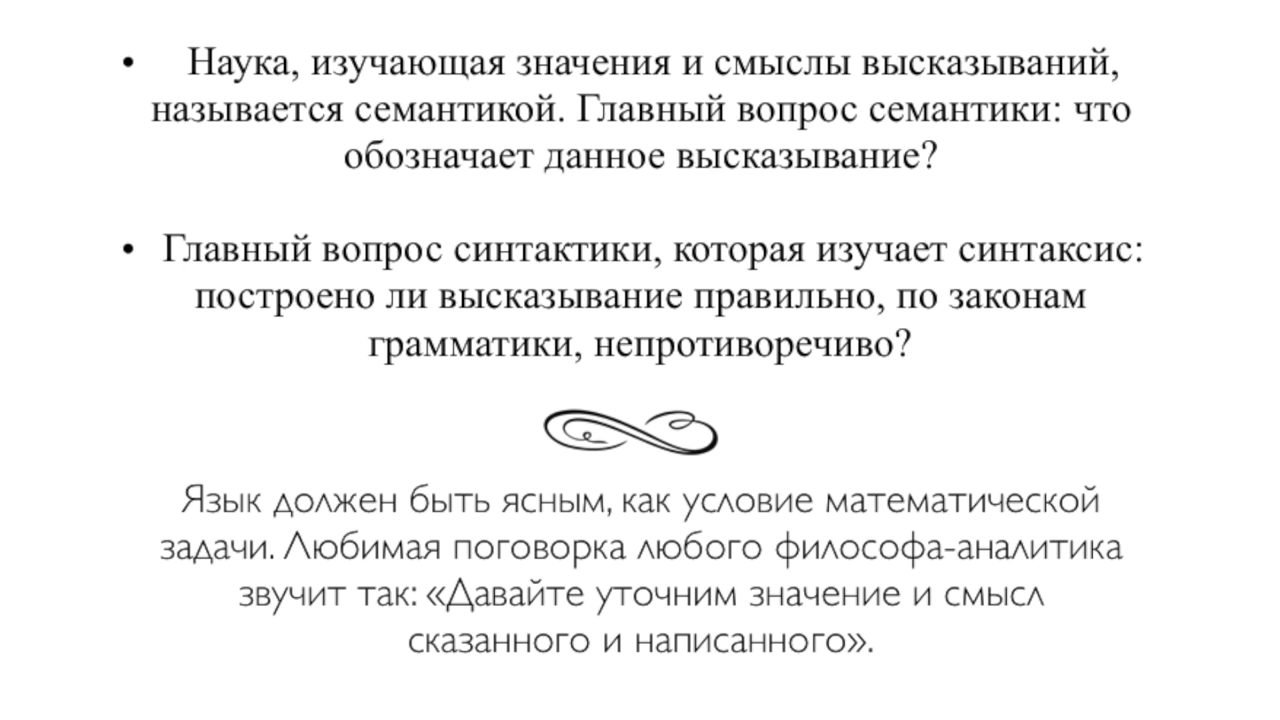 • Наука, изучающая значения и смыслы высказываний,
называется семантикой. Главный вопрос семантики: что
обозначает данное высказывание?
• Главный вопрос синтактики, которая изучает синтаксис:
построено ли высказывание правильно, по законам
грамматики, непротиворечиво?
Язык должен быть ясным, как условие математической
задачи. Любимая поговорка любого философа-аналитика
звучит так: «Давайте уточним значение и смысл
сказанного и написанного».